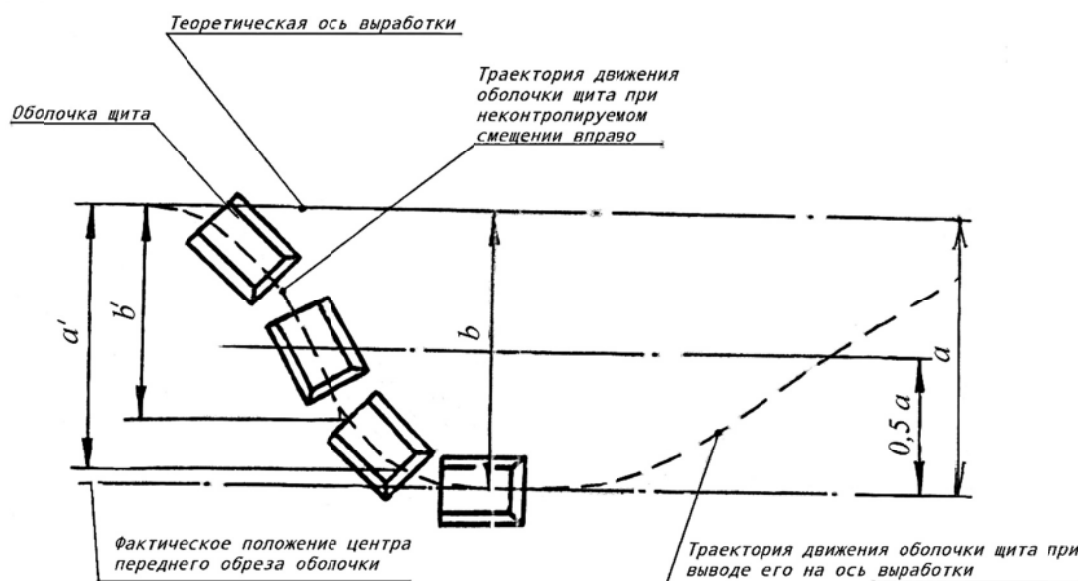 Теоретическая ось выработки
Траектория движения
оболочки щита при
неконтролируемом
смещении вправо
Оболочка щита
a'
b'
b
a
0,5 a
Фактическое положение центра
переднего обреза оболочки
Траектория движения оболочки щита при
выводе его на ось выработки